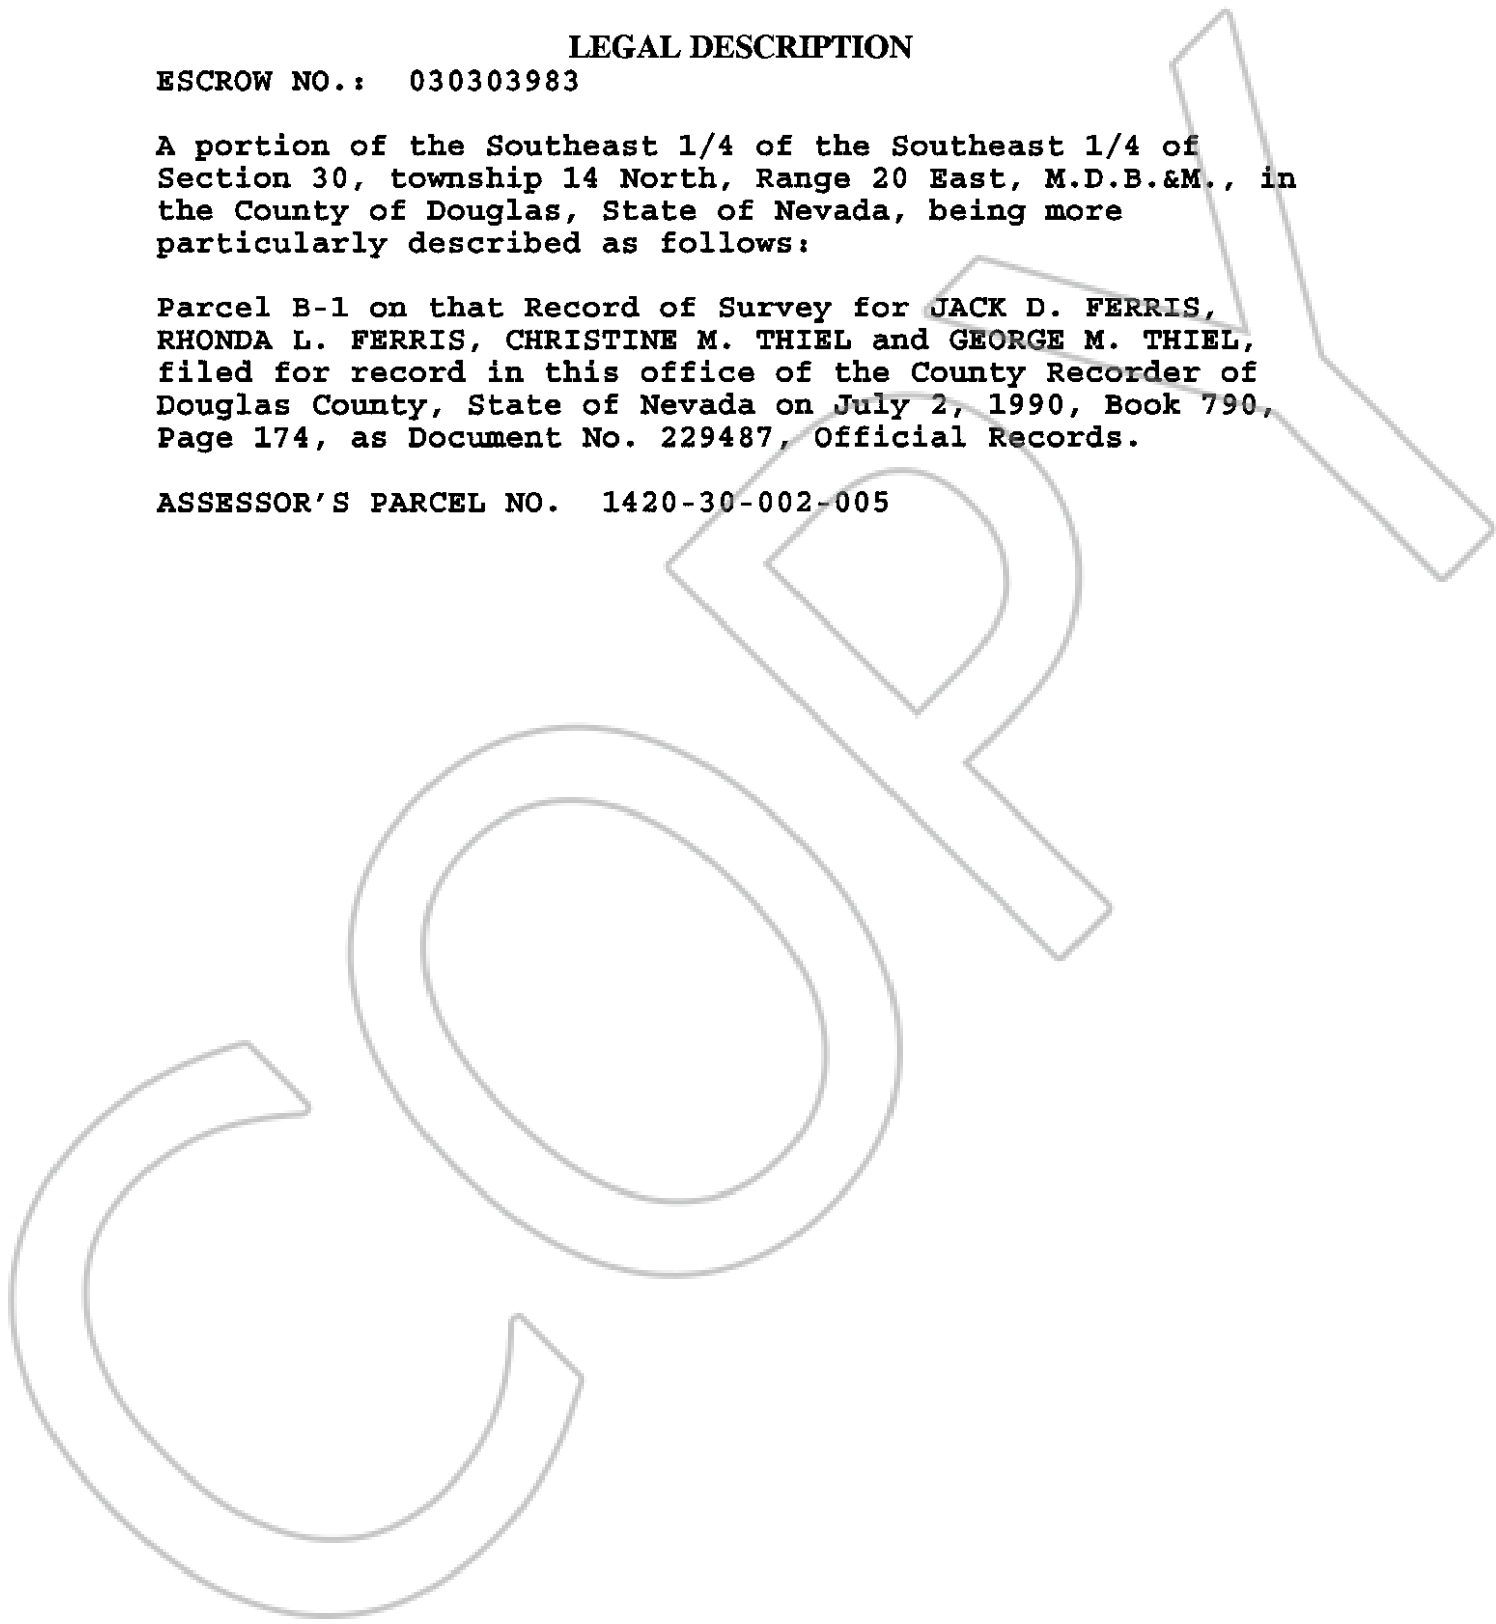 LEGAL DESCRIPTION
ESCROW NO.: 030303983
A portion of the Southeast 1/4 of the Southeast 1/4 of
Section 30, township 14 North, Range 20 East, M.D.B.&M., in
the County of Douglas, State of Nevada, being more
particularly described as follows:
Parcel B-1 on that Record of Survey for JACK D. FERRIS,
RHONDA L. FERRIS, CHRISTINE M. THIEL and GEORGE M. THIEL,
filed for record in this office of the County Recorder of
Douglas County, State of Nevada on July 2, 1990, Book 790,
Page 174, as Document No. 229487, Official Records.
ASSESSOR'S PARCEL NO. 1420-30-002-005
COPY